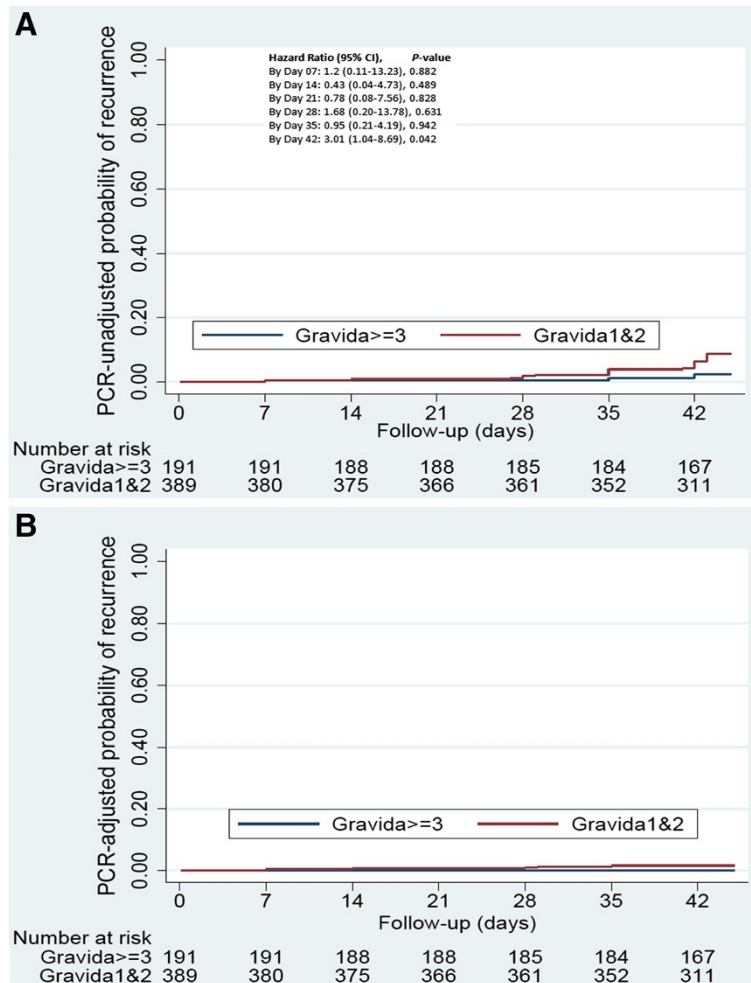 A
PCR-unadjusted probability of recurrence
1.00
0.80
0.60
0.40
0.20
0.00
Hazard Ratio (95% CI), P-value
By Day 07: 1.2 (0.11-13.23), 0.882
By Day 14: 0.43 (0.04-4.73), 0.489
By Day 21: 0.78 (0.08-7.56), 0.828
By Day 28: 1.68 (0.20-13.78), 0.631
By Day 35: 0.95 (0.21-4.19), 0.942
By Day 42: 3.01 (1.04-8.69), 0.042
Gravida>=3 Gravida1&2
0 7 14 21 28 35 42
Follow-up (days)
Number at risk
Gravida>=3 191 191 188 188 185 184 167
Gravida1&2 389 380 375 366 361 352 311
B
PCR-adjusted probability of recurrence
1.00
0.80
0.60
0.40
0.20
0.00
Gravida>=3 Gravida1&2
0 7 14 21 28 35 42
Follow-up (days)
Number at risk
Gravida>=3 191 191 188 188 185 184 167
Gravida1&2 389 380 375 366 361 352 311